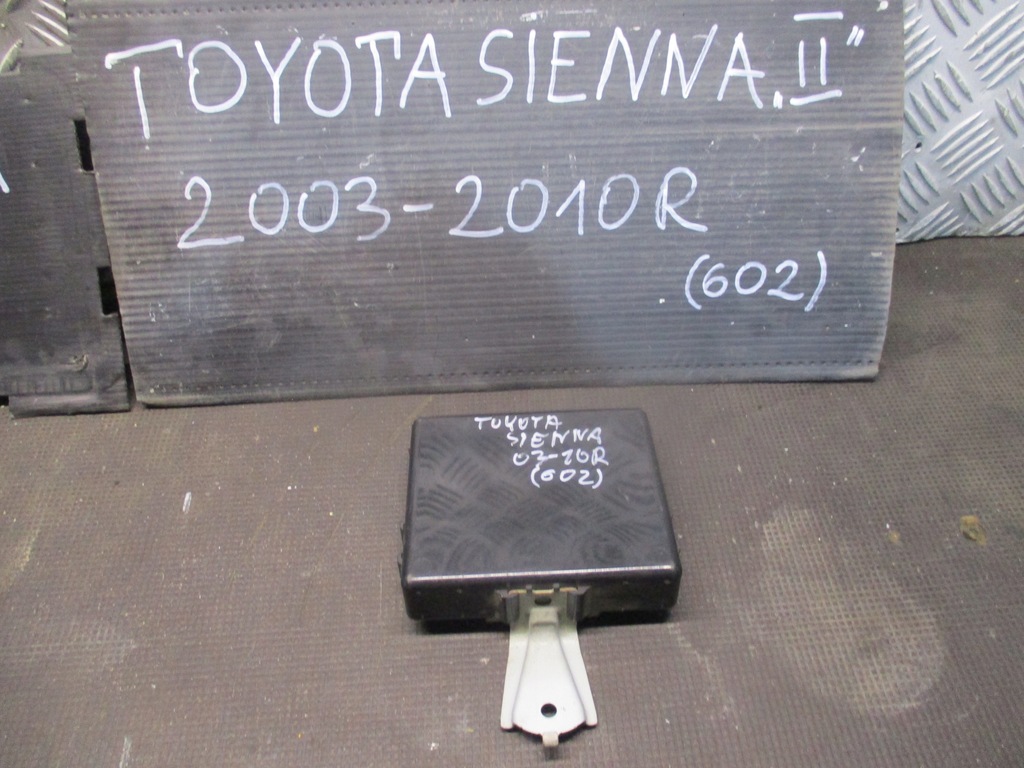 TOYOTA SIENNA „II”
2003-2010R
(602)
TOYOTA
SIENNA
03-10R
(602)